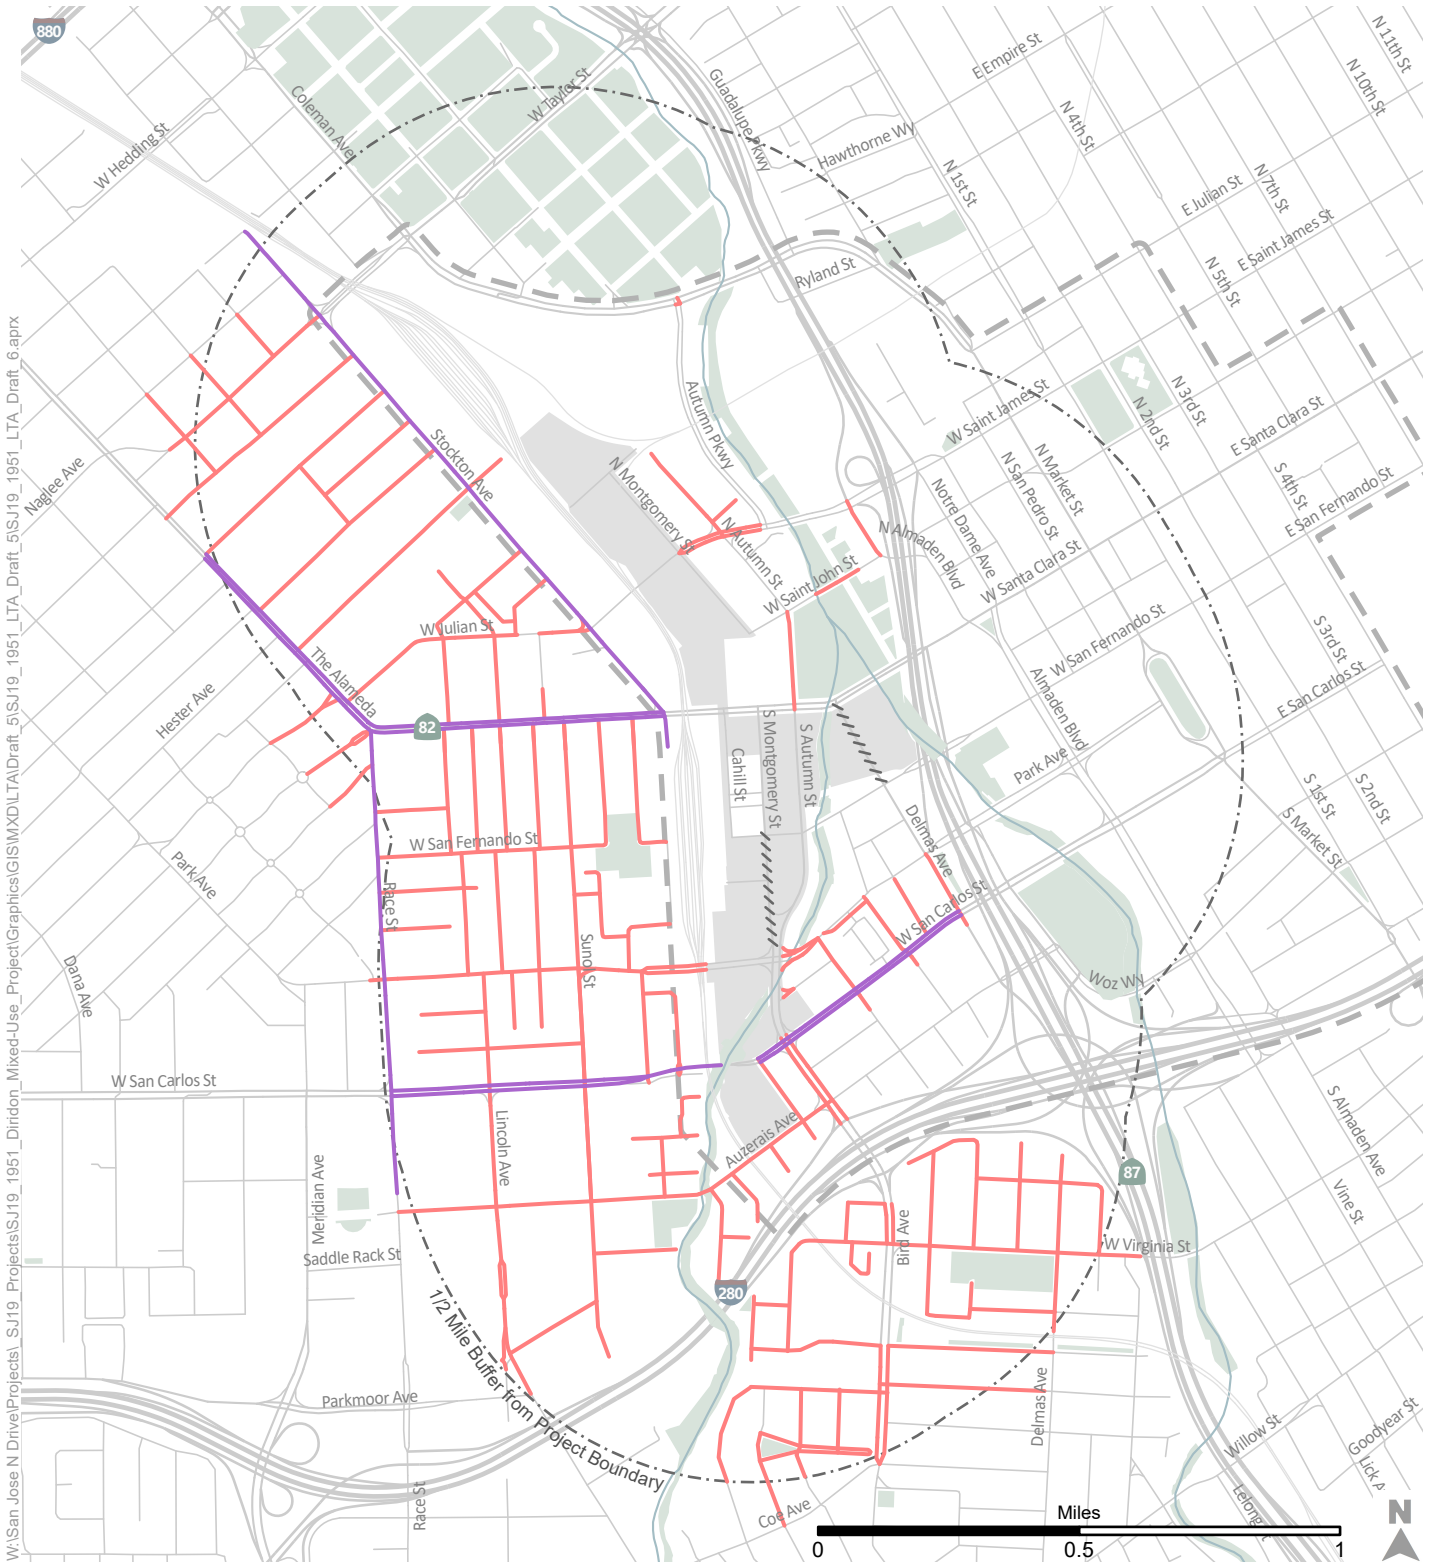 880
Coleman Ave
W Taylor St
Guadalupe Pkwy
E Empire St
N 11th St
N 10th St
N 4th St
Hawthorne Wy
N 1st St
W Hedding St
E Julian St
N 7th St
E Saint James St
N 5th St
Ryland St
Autumn Pkwy
W Saint James St
N 2nd St
N 3rd St
E Santa Clara St
S 4th St
E San Fernando St
Naglee Ave
Stockton Ave
N Montgomery St
N Autumn St
N Almaden Blvd
Notre Dame Ave
N San Pedro St
N Market St
W Santa Clara St
W Saint John St
W Julian St
W San Fernando St
S 3rd St
E San Carlos St
The Alameda
Hester Ave
82
Cahill St
S Montgomery St
S Autumn St
Almaden Blvd
Park Ave
S 1st St
S 2nd St
S Market St
Delmas Ave
W San Fernando St
Park Ave
Race St
W San Carlos St
Sunol St
Dana Ave
Woz Wy
W San Carlos St
Lincoln Ave
Auzerais Ave
S Almaden Ave
Vine St
87
Meridian Ave
Saddle Rack St
Bird Ave
W Virginia St
280
1/2 Mile Buffer from Project Boundary
Parkmoor Ave
Delmas Ave
Willow St
Goodyear St
Lick A
Lelong St
Race St
Coe Ave
Miles
0
0.5
1
N
W:\San Jose N Drive\Projects\_SJ19_Projects\SJ19_1951_Diridon_Mixed-Use_Project\Graphics\GIS\MXD\LTA\Draft_5\SJ19_1951_LTA_Draft_6.aprx